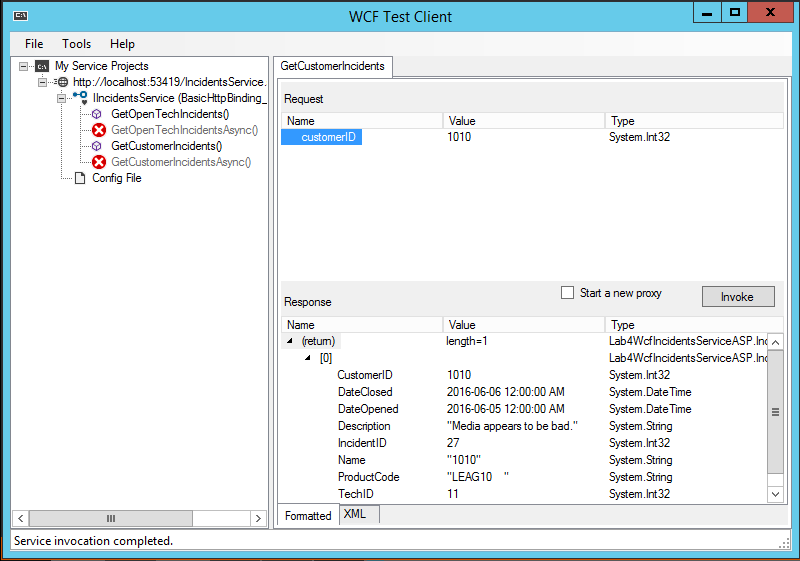 C:\
WCF Test Client
File Tools Help
My Service Projects
http://localhost:53419/IncidentsService.
IIncidentsService (BasicHttpBinding_
GetOpenTechIncidents()
GetOpenTechIncidentsAsync()
GetCustomerIncidents()
GetCustomerIncidentsAsync()
Config File
GetCustomerIncidents
Request
Name Value Type
customerID 1010 System.Int32
Start a new proxy
Invoke
Response
Name Value Type
(return) length=1 Lab4WcfIncidentsServiceASP.Inc
[0] Lab4WcfIncidentsServiceASP.Inc
CustomerID 1010 System.Int32
DateClosed 2016-06-06 12:00:00 AM System.DateTime
DateOpened 2016-06-05 12:00:00 AM System.DateTime
Description "Media appears to be bad." System.String
IncidentID 27 System.Int32
Name "1010" System.String
ProductCode "LEAG10    " System.String
TechID 11 System.Int32
Formatted XML
Service invocation completed.